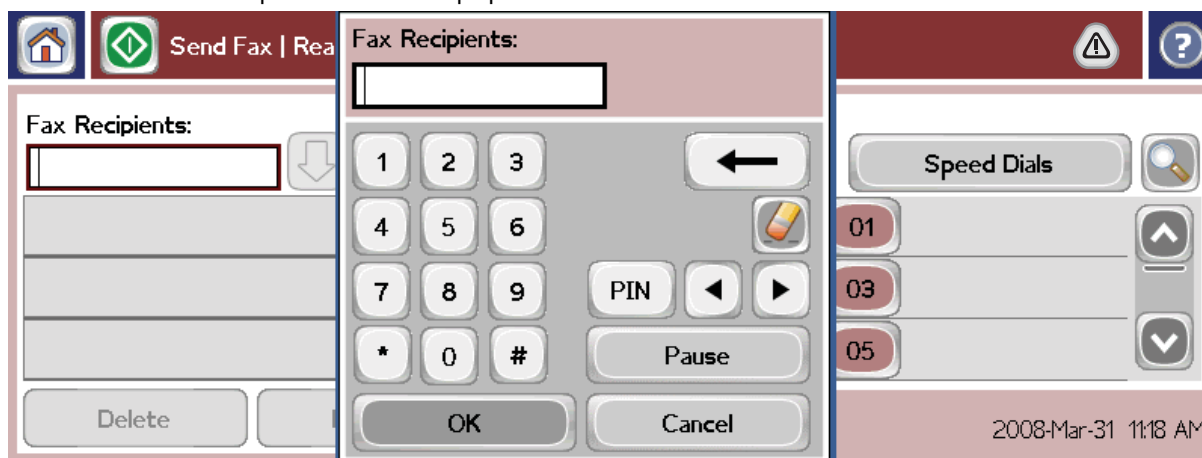 Send Fax | Rea
Fax Recipients:
?
Fax Recipients:
1 2 3
4 5 6
7 8 9
* 0 #
PIN
Pause
OK
Cancel
Speed Dials
01
03
05
Delete
2008-Mar-31 11:18 AM